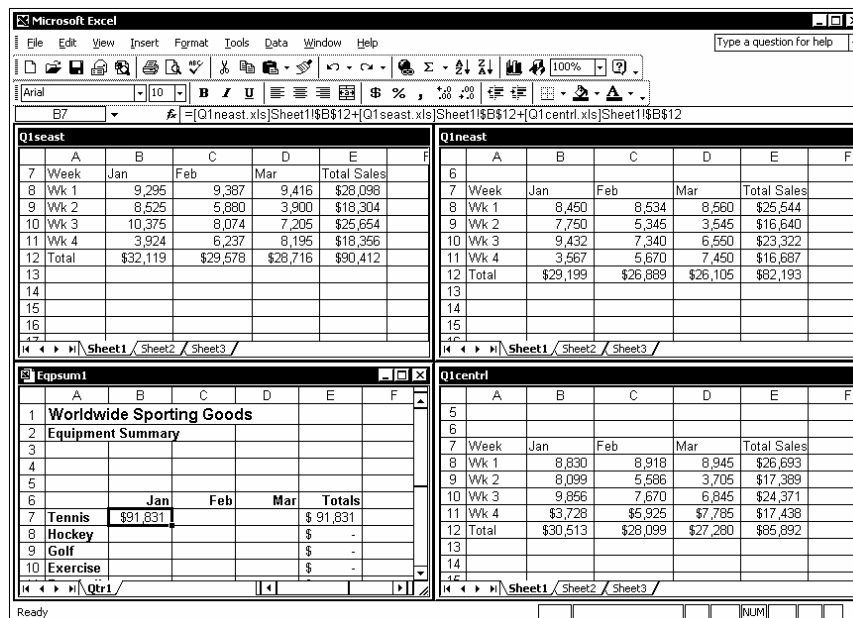 Microsoft Excel
File Edit View Insert Format Tools Data Window Help Type a question for help
100%
Arial 10 B I U $ % ,
B7 fx =[Q1neast.xls]Sheet1!$B$12+[Q1seast.xls]Sheet1!$B$12+[Q1centrl.xls]Sheet1!$B$12
Q1seast
A B C D E F
7 Week Jan Feb Mar Total Sales
8 Wk 1 9,295 9,387 9,416 $28,098
9 Wk 2 8,525 5,880 3,900 $18,304
10 Wk 3 10,375 8,074 7,205 $25,654
11 Wk 4 3,924 6,237 8,195 $18,356
12 Total $32,119 $29,578 $28,716 $90,412
13
14
15
16
17
Sheet1 Sheet2 Sheet3
Q1neast
A B C D E F
6
7 Week Jan Feb Mar Total Sales
8 Wk 1 8,450 8,534 8,560 $25,544
9 Wk 2 7,750 5,345 3,545 $16,640
10 Wk 3 9,432 7,340 6,550 $23,322
11 Wk 4 3,567 5,670 7,450 $16,687
12 Total $29,199 $26,889 $26,105 $82,193
13
14
15
Sheet1 Sheet2 Sheet3
Eqpsum1
A B C D E F
1 Worldwide Sporting Goods
2 Equipment Summary
3
4
5
6 Jan Feb Mar Totals
7 Tennis $91,831 $ 91,831
8 Hockey $ -
9 Golf $ -
10 Exercise $ -
Qtr1
Q1centrl
A B C D E F
5
6
7 Week Jan Feb Mar Total Sales
8 Wk 1 8,830 8,918 8,945 $26,693
9 Wk 2 8,099 5,586 3,705 $17,389
10 Wk 3 9,856 7,670 6,845 $24,371
11 Wk 4 $3,728 $5,925 $7,785 $17,438
12 Total $30,513 $28,099 $27,280 $85,892
13
14
Sheet1 Sheet2 Sheet3
Ready NUM